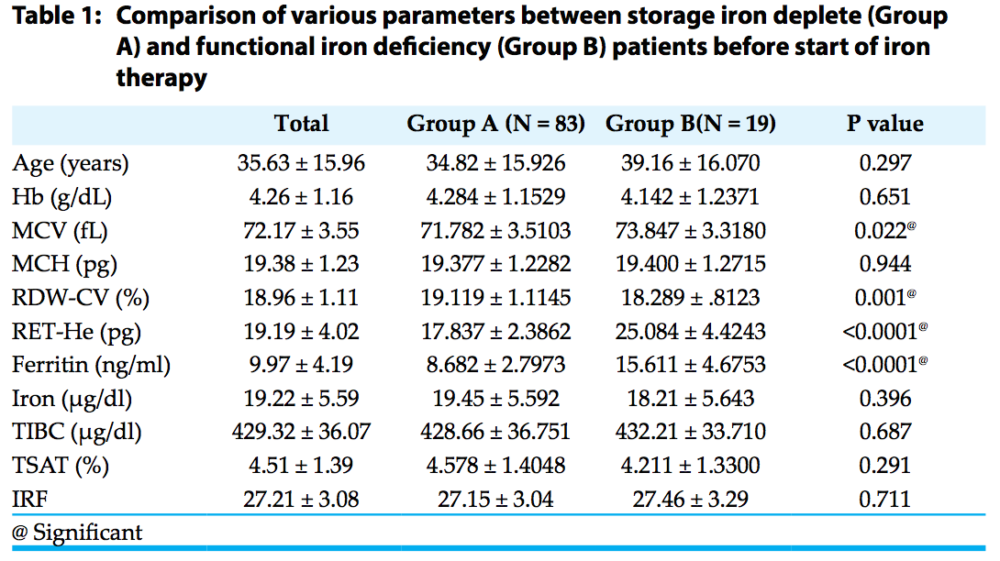 Table 1: Comparison of various parameters between storage iron deplete (Group
A) and functional iron deficiency (Group B) patients before start of iron
therapy
Total Group A (N = 83) Group B(N = 19) P value
Age (years) 35.63 ± 15.96 34.82 ± 15.926 39.16 ± 16.070 0.297
Hb (g/dL) 4.26 ± 1.16 4.284 ± 1.1529 4.142 ± 1.2371 0.651
MCV (fL) 72.17 ± 3.55 71.782 ± 3.5103 73.847 ± 3.3180 0.022@
MCH (pg) 19.38 ± 1.23 19.377 ± 1.2282 19.400 ± 1.2715 0.944
RDW-CV (%) 18.96 ± 1.11 19.119 ± 1.1145 18.289 ± .8123 0.001@
RET-He (pg) 19.19 ± 4.02 17.837 ± 2.3862 25.084 ± 4.4243 <0.0001@
Ferritin (ng/ml) 9.97 ± 4.19 8.682 ± 2.7973 15.611 ± 4.6753 <0.0001@
Iron (µg/dl) 19.22 ± 5.59 19.45 ± 5.592 18.21 ± 5.643 0.396
TIBC (µg/dl) 429.32 ± 36.07 428.66 ± 36.751 432.21 ± 33.710 0.687
TSAT (%) 4.51 ± 1.39 4.578 ± 1.4048 4.211 ± 1.3300 0.291
IRF 27.21 ± 3.08 27.15 ± 3.04 27.46 ± 3.29 0.711
@ Significant